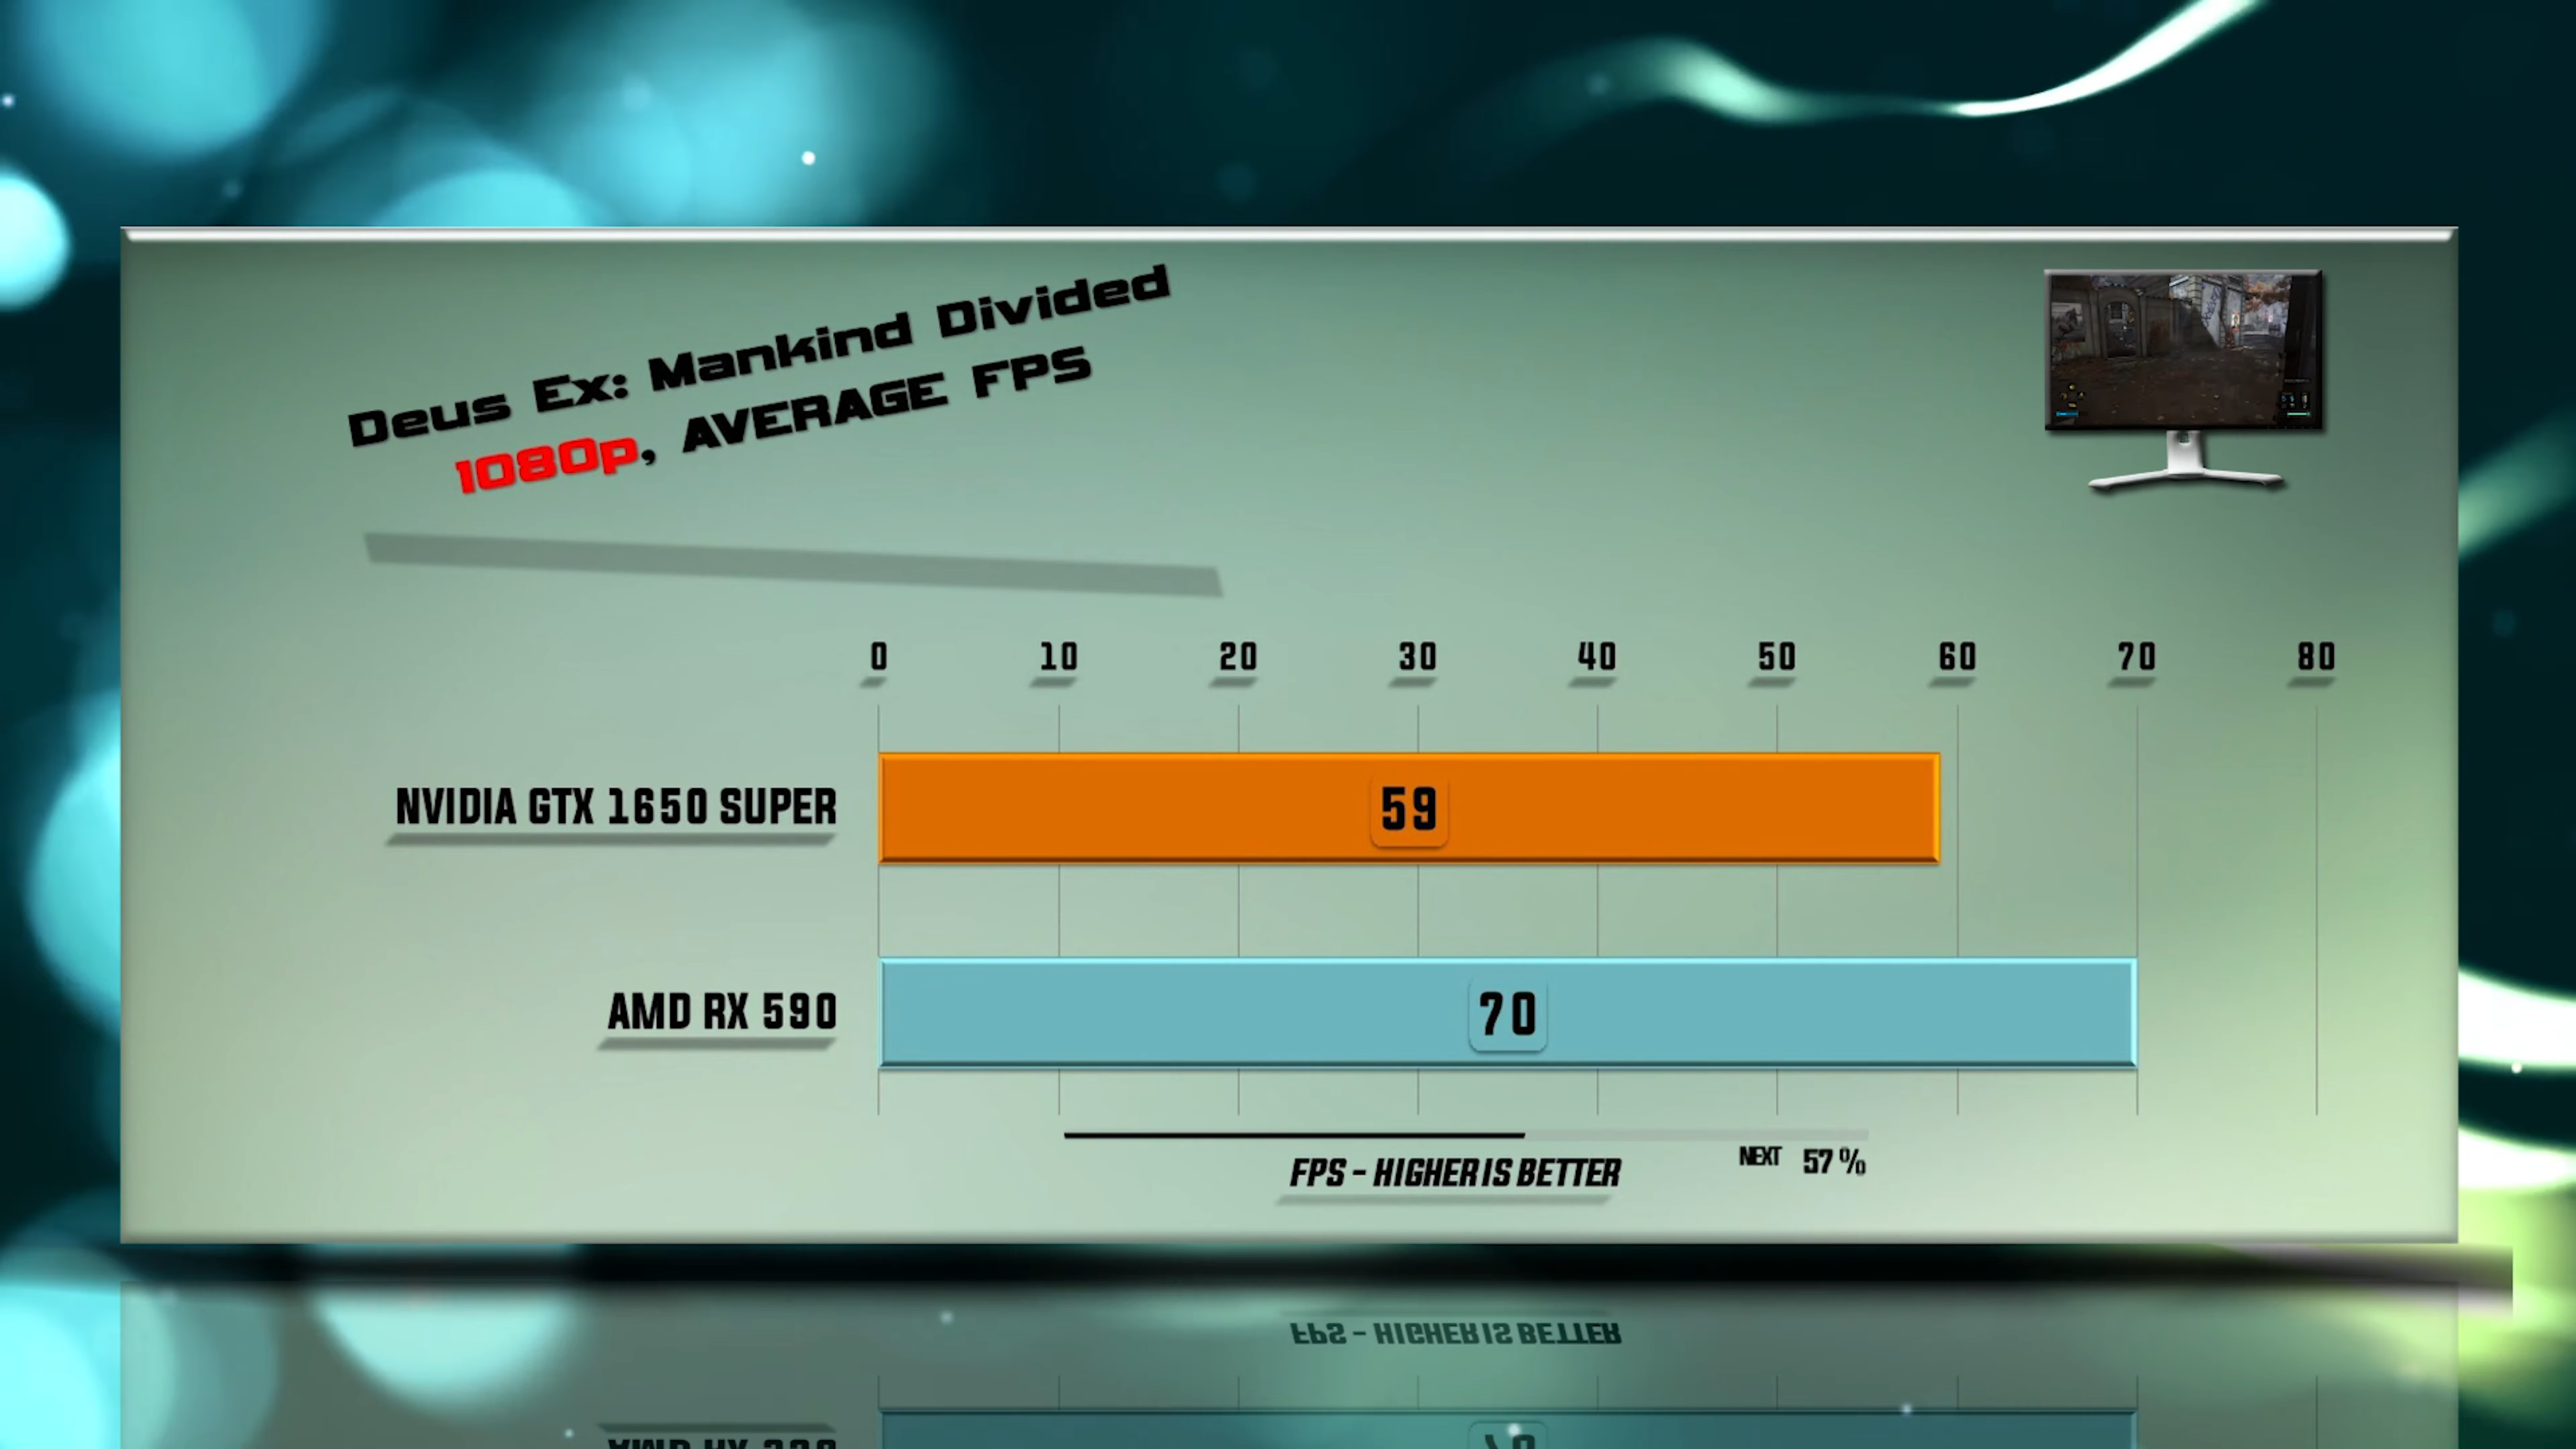 Deus Ex: Mankind Divided
1080p, AVERAGE FPS
0 10 20 30 40 50 60 70 80
NVIDIA GTX 1650 SUPER 59
AMD RX 590 70
FPS - HIGHER IS BETTER
NEXT 57 %